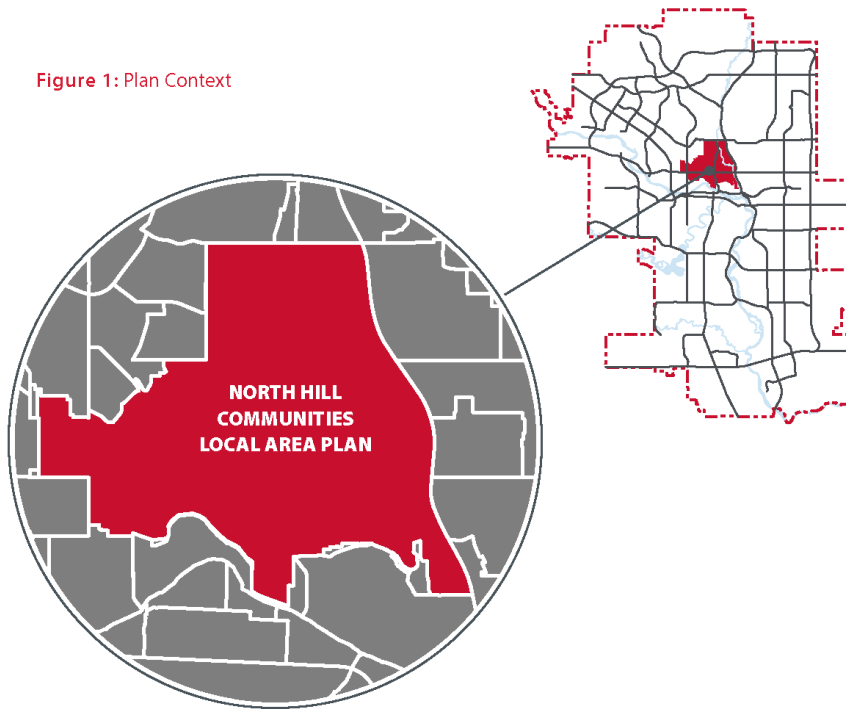 Figure 1: Plan Context
NORTH HILL
COMMUNITIES
LOCAL AREA PLAN